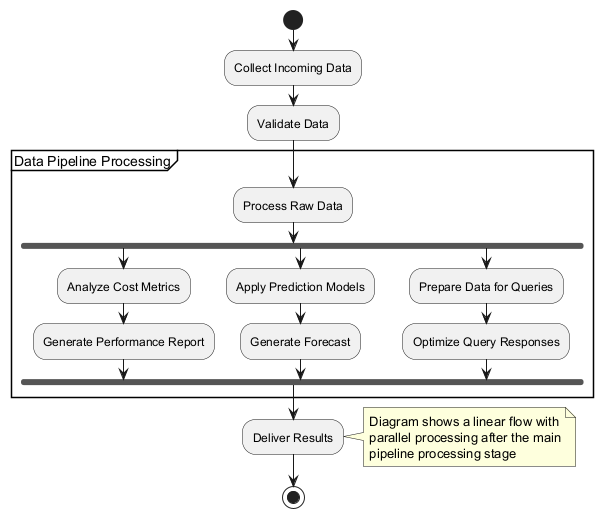 Collect Incoming Data
Validate Data
Data Pipeline Processing
Process Raw Data
Analyze Cost Metrics
Apply Prediction Models
Prepare Data for Queries
Generate Performance Report
Generate Forecast
Optimize Query Responses
Deliver Results
Diagram shows a linear flow with
parallel processing after the main
pipeline processing stage